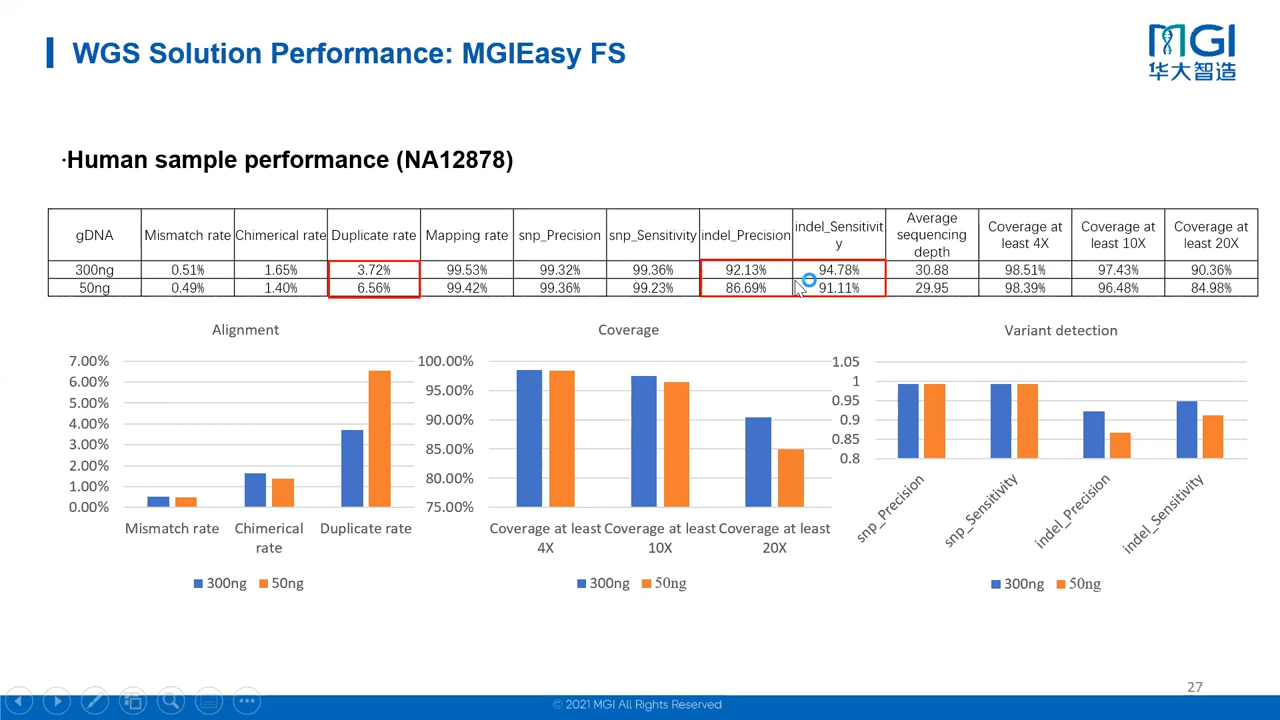 WGS Solution Performance: MGIEasy FS
MGI
华大智造
·Human sample performance (NA12878)
gDNA Mismatch rate Chimerical rate Duplicate rate Mapping rate snp_Precision snp_Sensitivity indel_Precision indel_Sensitivity Average sequencing depth Coverage at least 4X Coverage at least 10X Coverage at least 20X
300ng 0.51% 1.65% 3.72% 99.53% 99.32% 99.36% 92.13% 94.78% 30.88 98.51% 97.43% 90.36%
50ng 0.49% 1.40% 6.56% 99.42% 99.36% 99.23% 86.69% 91.11% 29.95 98.39% 96.48% 84.98%
Alignment
7.00%
6.00%
5.00%
4.00%
3.00%
2.00%
1.00%
0.00%
Mismatch rate Chimerical rate Duplicate rate
300ng 50ng
Coverage
100.00%
95.00%
90.00%
85.00%
80.00%
75.00%
Coverage at least 4X Coverage at least 10X Coverage at least 20X
300ng 50ng
Variant detection
1.05
1
0.95
0.9
0.85
0.8
snp_Precision snp_Sensitivity indel_Precision indel_Sensitivity
300ng 50ng
27
© 2021 MGI All Rights Reserved